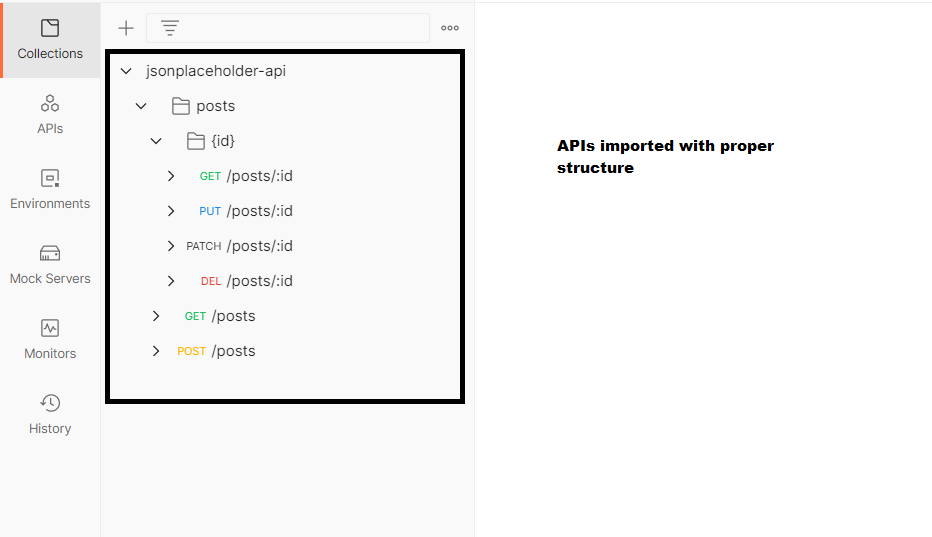 Collections
APIs
Environments
Mock Servers
Monitors
History
jsonplaceholder-api
posts
{id}
GET /posts/:id
PUT /posts/:id
PATCH /posts/:id
DEL /posts/:id
GET /posts
POST /posts
APIs imported with proper
structure